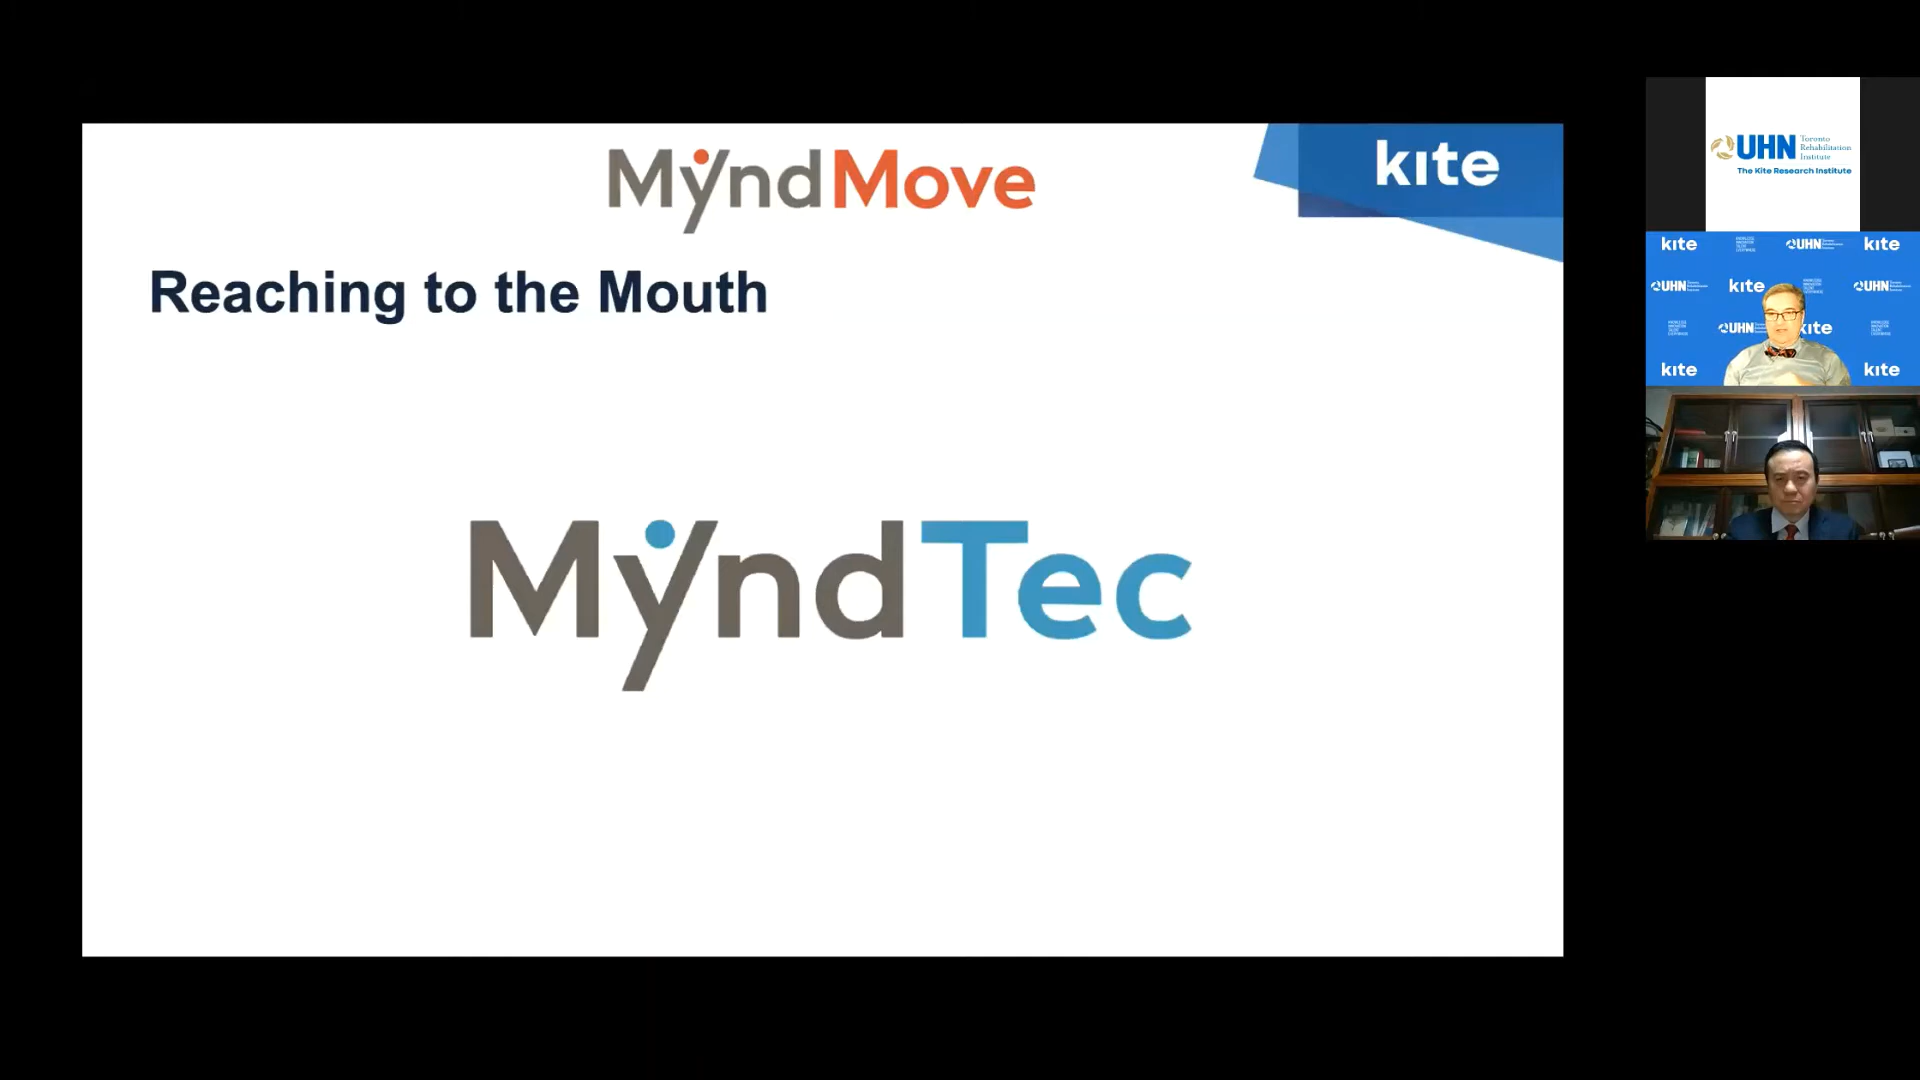 MyndMove
kite
Reaching to the Mouth
MyndTec
UHN
Toronto
Rehabilitation
Institute
The Kite Research Institute
kite
UHN
kite
UHN
kite
UHN
UHN
kite
kite
kite